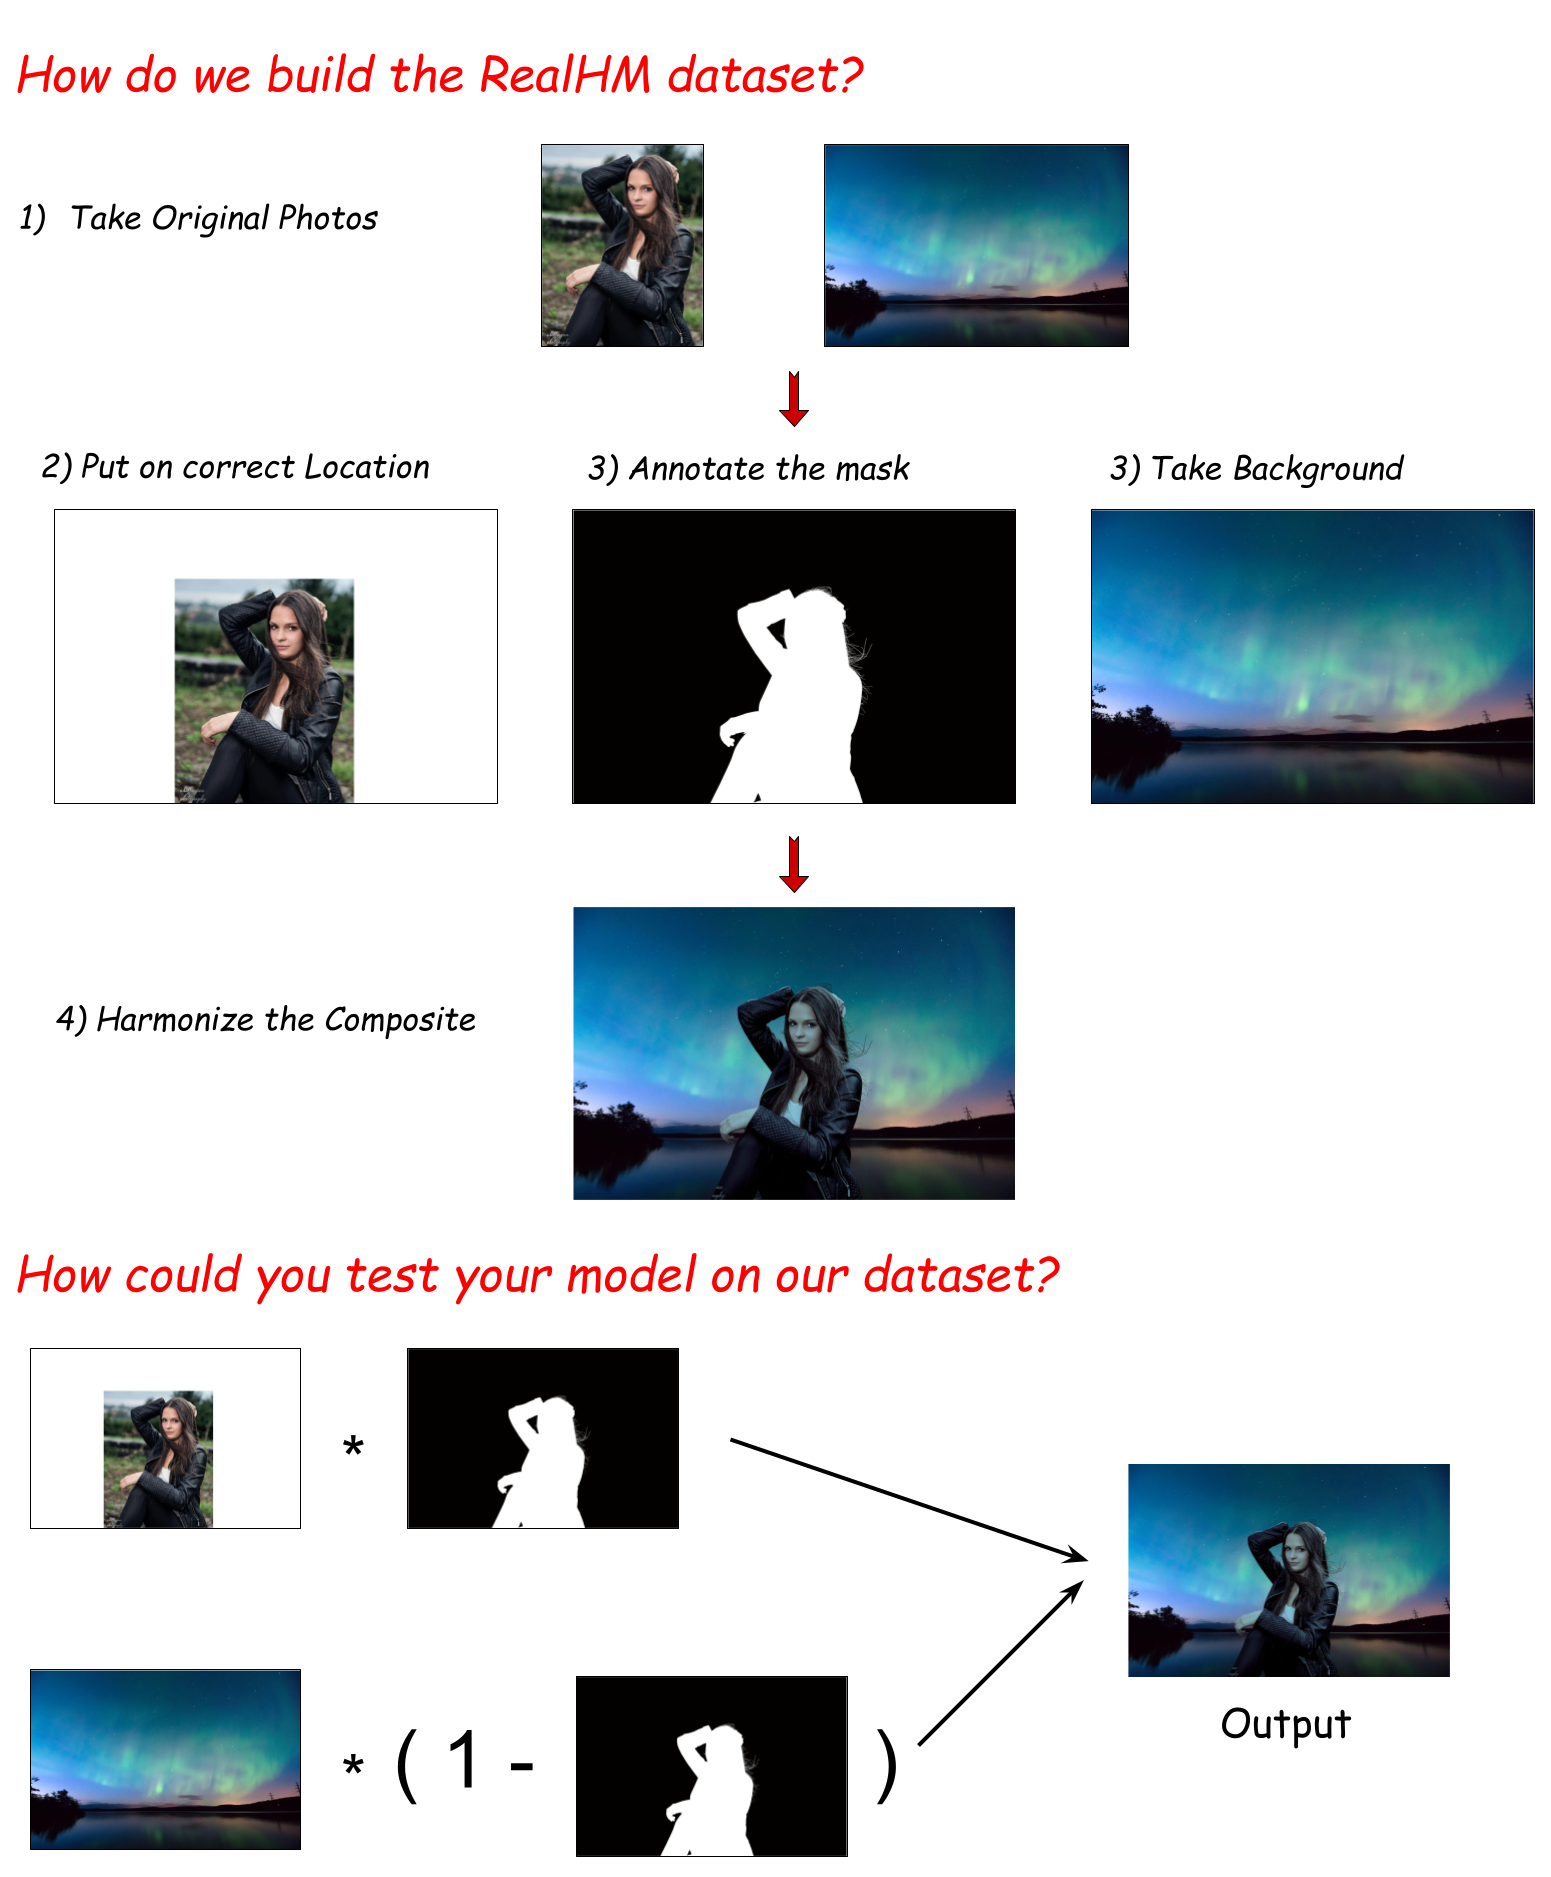 How do we build the RealHM dataset?
1) Take Original Photos
2) Put on correct Location
3) Annotate the mask
3) Take Background
4) Harmonize the Composite
How could you test your model on our dataset?
*
* ( 1 - )
Output